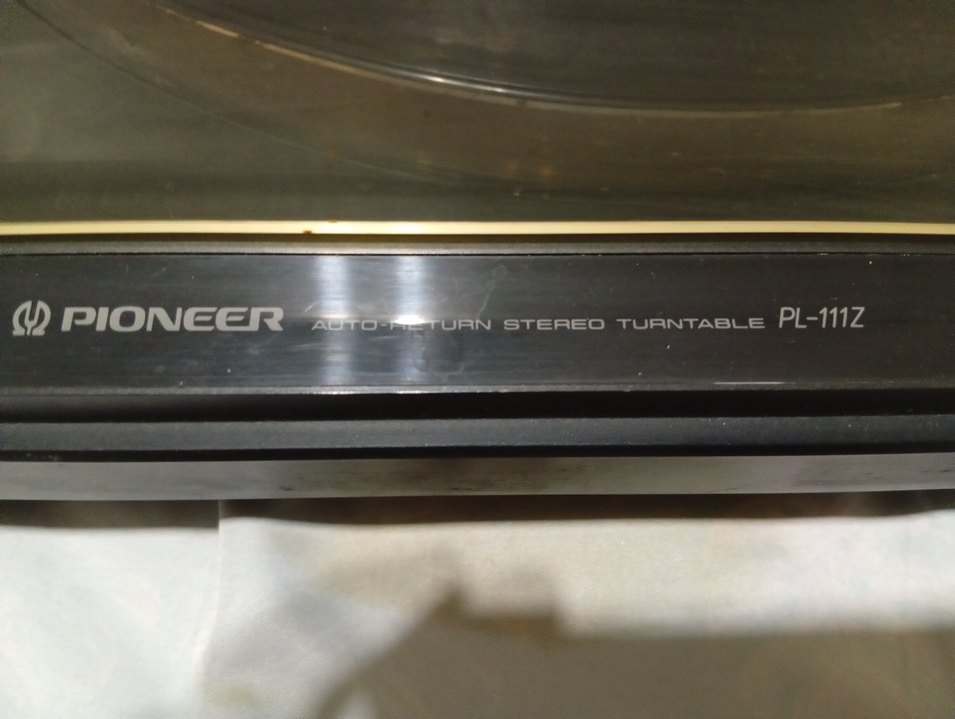 PIONEER AUTO-RETURN STEREO TURNTABLE PL-111Z